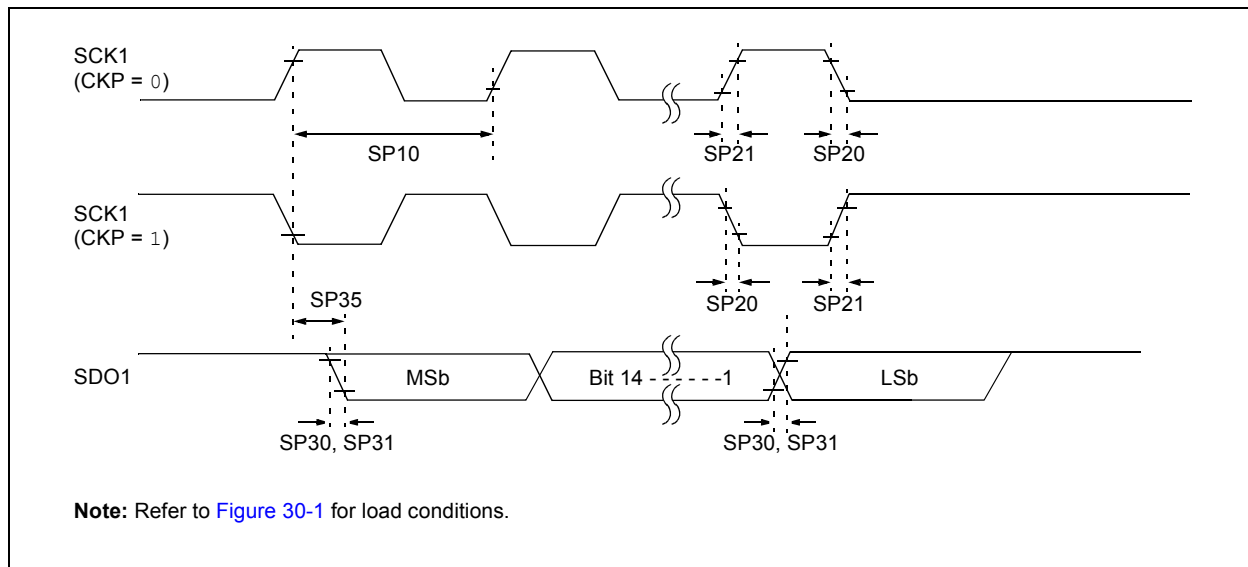 SCK1
(CKP = 0)
SP10
SP21
SP20
SCK1
(CKP = 1)
SP35
SP20
SP21
SDO1
MSb
Bit 14 - - - - - -1
LSb
SP30, SP31
SP30, SP31
Note: Refer to Figure 30-1 for load conditions.